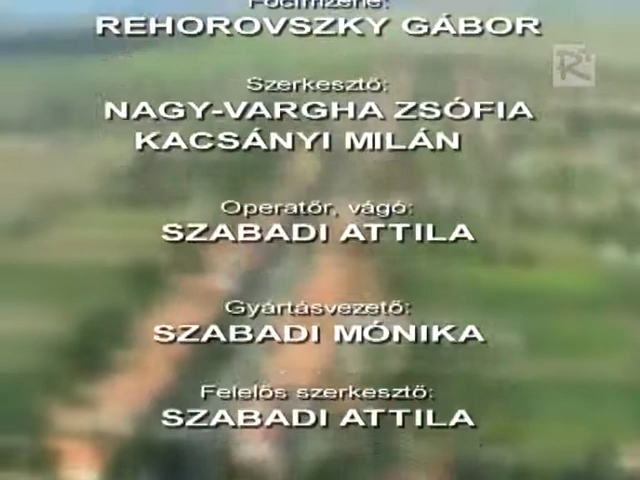 Főcímzene:
REHOROVSZKY GÁBOR
Szerkesztő:
NAGY-VARGHA ZSÓFIA
KACSÁNYI MILÁN
Operatőr, vágó:
SZABADI ATTILA
Gyártásvezető:
SZABADI MÓNIKA
Felelős szerkesztő:
SZABADI ATTILA